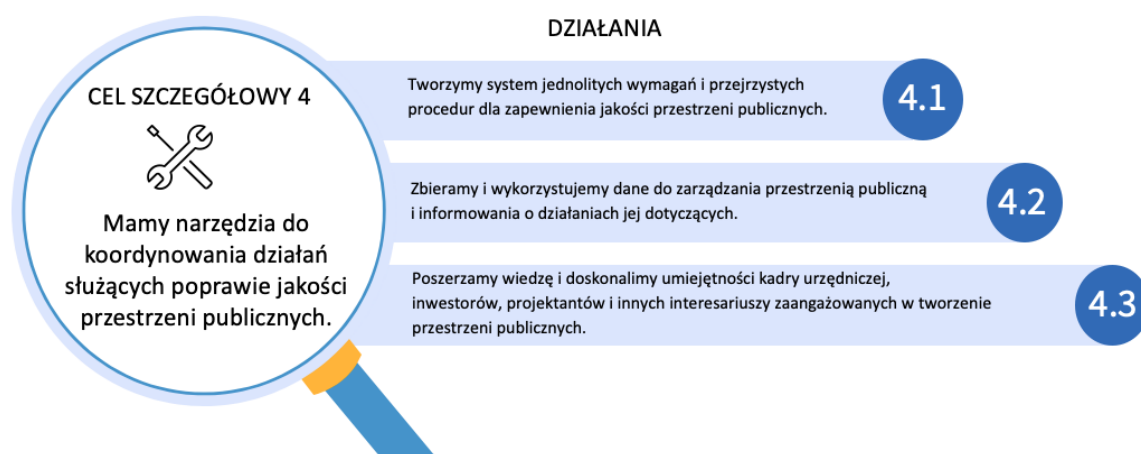 DZIAŁANIA
CEL SZCZEGÓŁOWY 4
Mamy narzędzia do
koordynowania działań
służących poprawie jakości
przestrzeni publicznych.
Tworzymy system jednolitych wymagań i przejrzystych
procedur dla zapewnienia jakości przestrzeni publicznych.
4.1
Zbieramy i wykorzystujemy dane do zarządzania przestrzenią publiczną
i informowania o działaniach jej dotyczących.
4.2
Poszerzamy wiedzę i doskonalimy umiejętności kadry urzędniczej,
inwestorów, projektantów i innych interesariuszy zaangażowanych w tworzenie
przestrzeni publicznych.
4.3